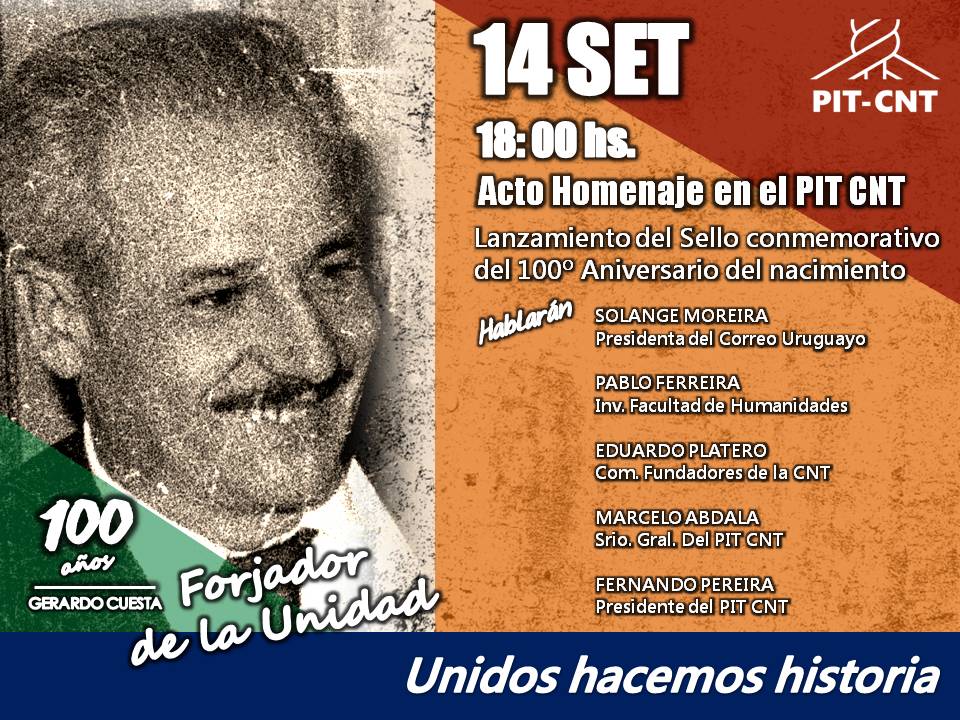 14 SET
18:00 hs.
PIT-CNT
Acto Homenaje en el PIT CNT
Lanzamiento del Sello conmemorativo
del 100º Aniversario del nacimiento
Hablarán
SOLANGE MOREIRA
Presidenta del Correo Uruguayo
PABLO FERREIRA
Inv. Facultad de Humanidades
EDUARDO PLATERO
Com. Fundadores de la CNT
MARCELO ABDALA
Srio. Gral. Del PIT CNT
FERNANDO PEREIRA
Presidente del PIT CNT
100
años
GERARDO CUESTA
Forjador
de la Unidad
Unidos hacemos historia